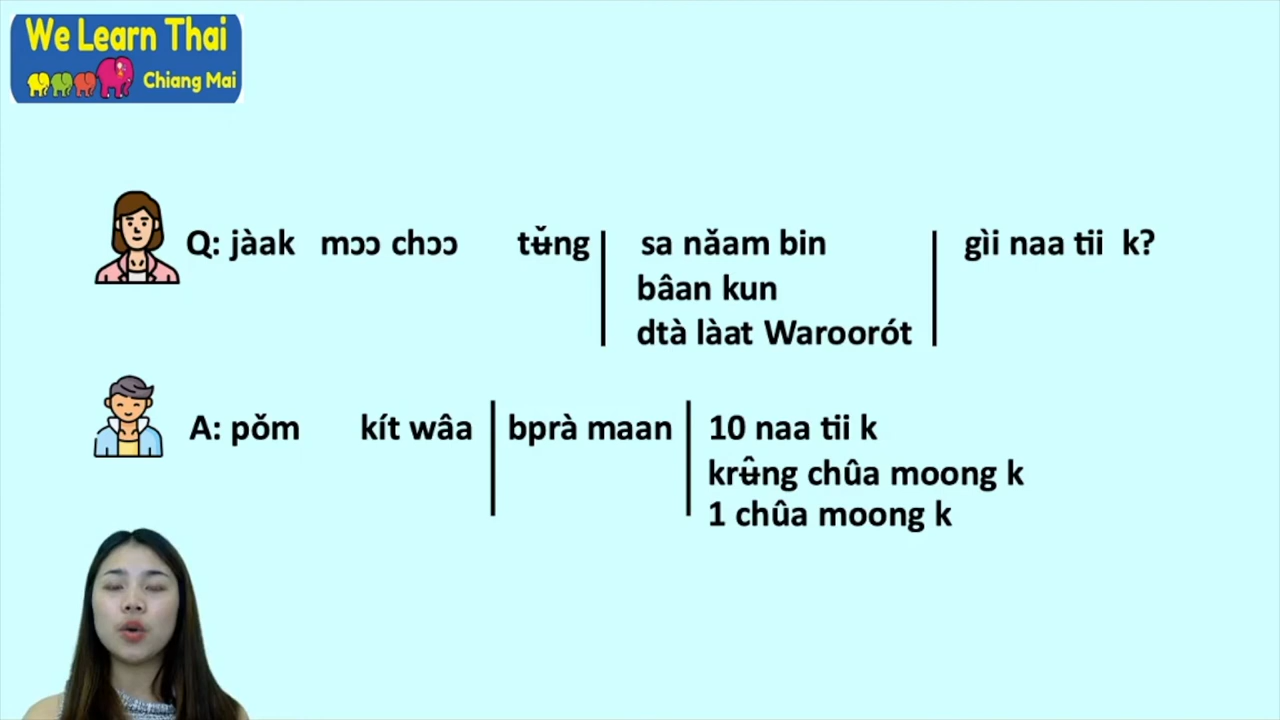 We Learn Thai
Chiang Mai
Q: jàak mɔɔ chɔɔ tʉ̌ng sa nǎam bin gìi naa tii k?
bâan kun
dtà làat Waroorót
A: pǒm kít wâa bprà maan 10 naa tii k
krʉ̂ng chûa moong k
1 chûa moong k